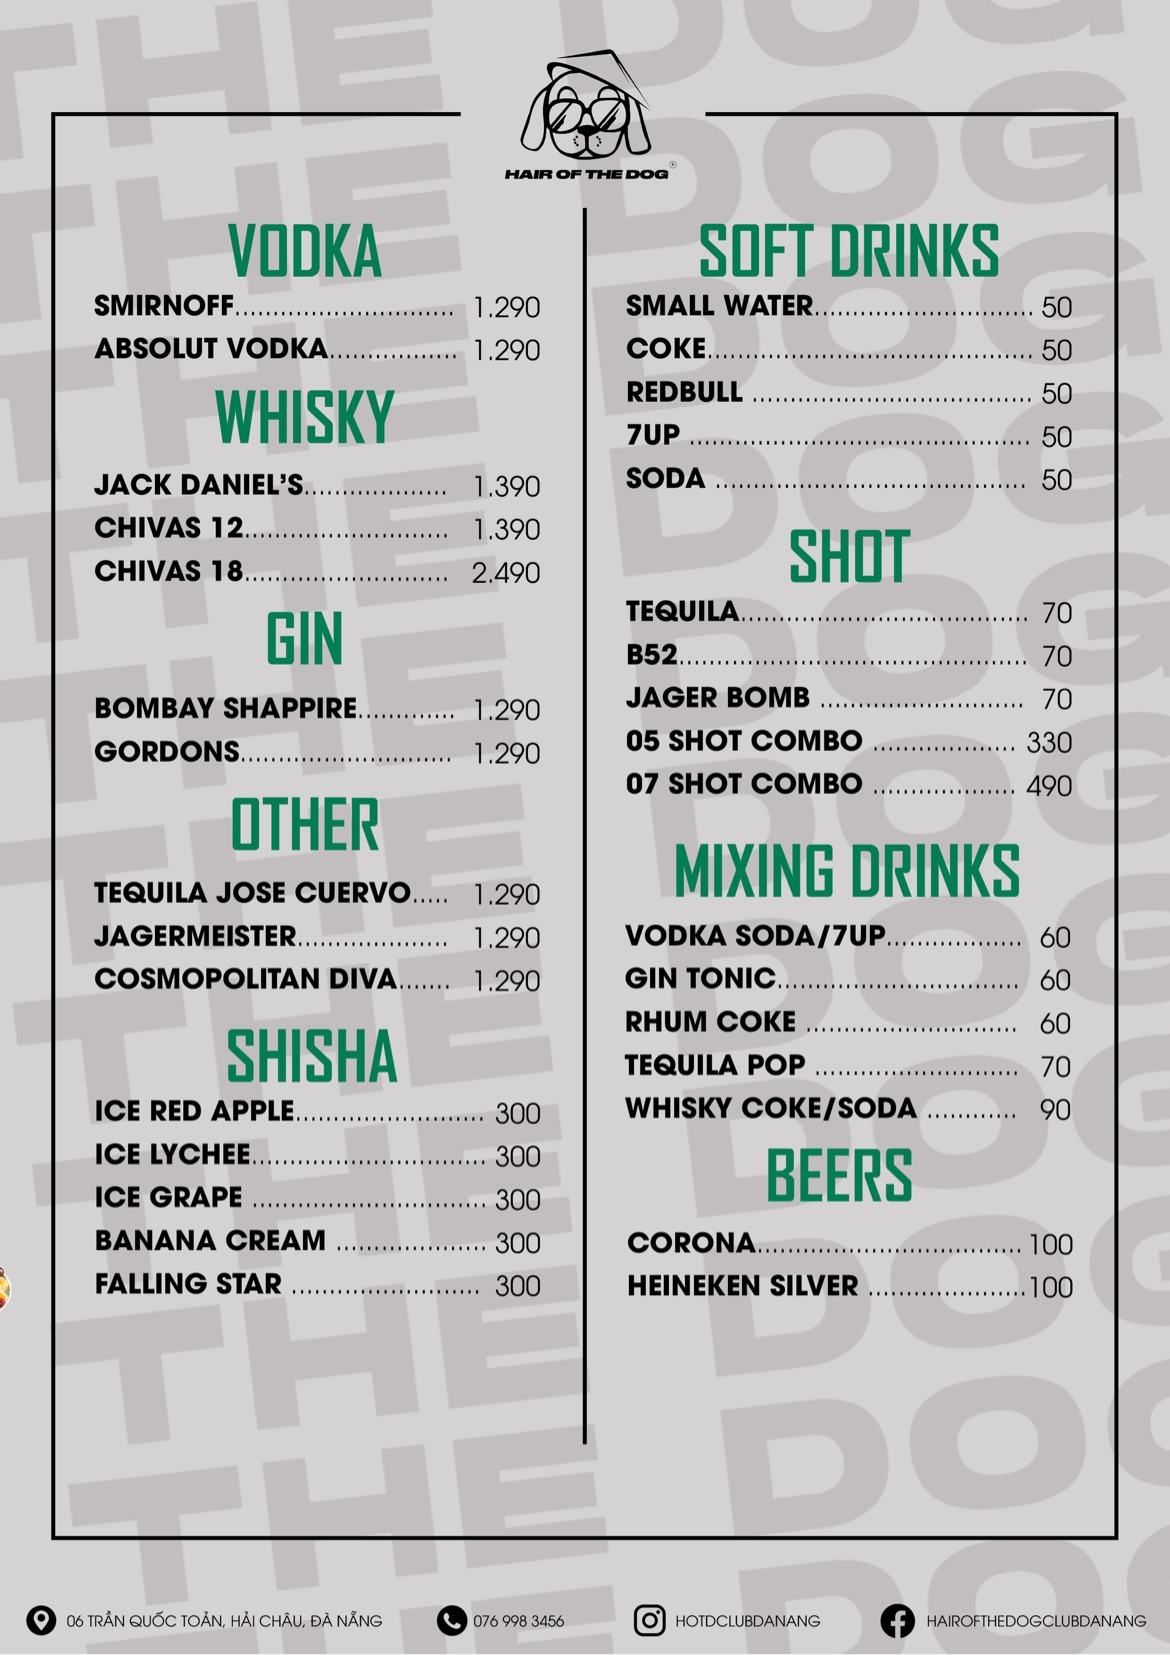 HAIR OF THE DOG®
VODKA
SMIRNOFF............................. 1.290
ABSOLUT VODKA................. 1.290
WHISKY
JACK DANIEL'S................... 1.390
CHIVAS 12........................... 1.390
CHIVAS 18........................... 2.490
GIN
BOMBAY SHAPPIRE............. 1.290
GORDONS............................ 1.290
OTHER
TEQUILA JOSE CUERVO..... 1.290
JAGERMEISTER.................... 1.290
COSMOPOLITAN DIVA....... 1.290
SHISHA
ICE RED APPLE......................... 300
ICE LYCHEE............................... 300
ICE GRAPE ............................... 300
BANANA CREAM .................... 300
FALLING STAR ......................... 300
SOFT DRINKS
SMALL WATER............................. 50
COKE........................................... 50
REDBULL ..................................... 50
7UP ............................................. 50
SODA ......................................... 50
SHOT
TEQUILA...................................... 70
B52.............................................. 70
JAGER BOMB ........................... 70
05 SHOT COMBO ................... 330
07 SHOT COMBO ................... 490
MIXING DRINKS
VODKA SODA/7UP.................. 60
GIN TONIC................................ 60
RHUM COKE ............................ 60
TEQUILA POP ........................... 70
WHISKY COKE/SODA ............ 90
BEERS
CORONA................................... 100
HEINEKEN SILVER ..................... 100
06 TRẦN QUỐC TOẢN, HẢI CHÂU, ĐÀ NẴNG
076 998 3456
HOTDCLUBDANANG
HAIROFTHEDOGCLUBDANANG
THE DOG